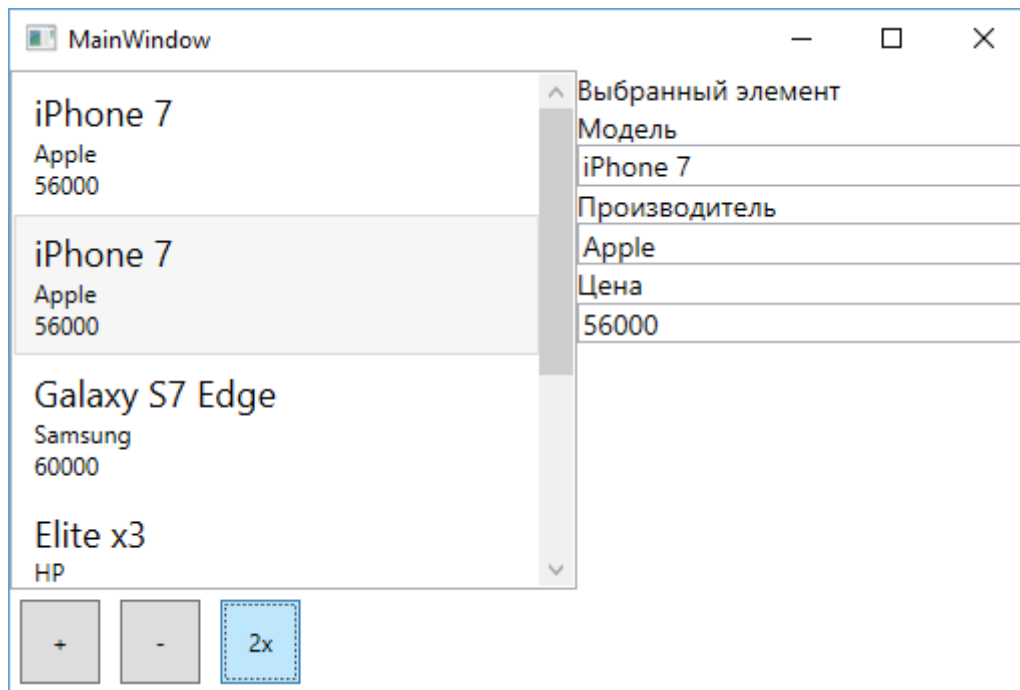 MainWindow
iPhone 7
Apple
56000
iPhone 7
Apple
56000
Galaxy S7 Edge
Samsung
60000
Elite x3
HP
+ - 2x
Выбранный элемент
Модель
iPhone 7
Производитель
Apple
Цена
56000